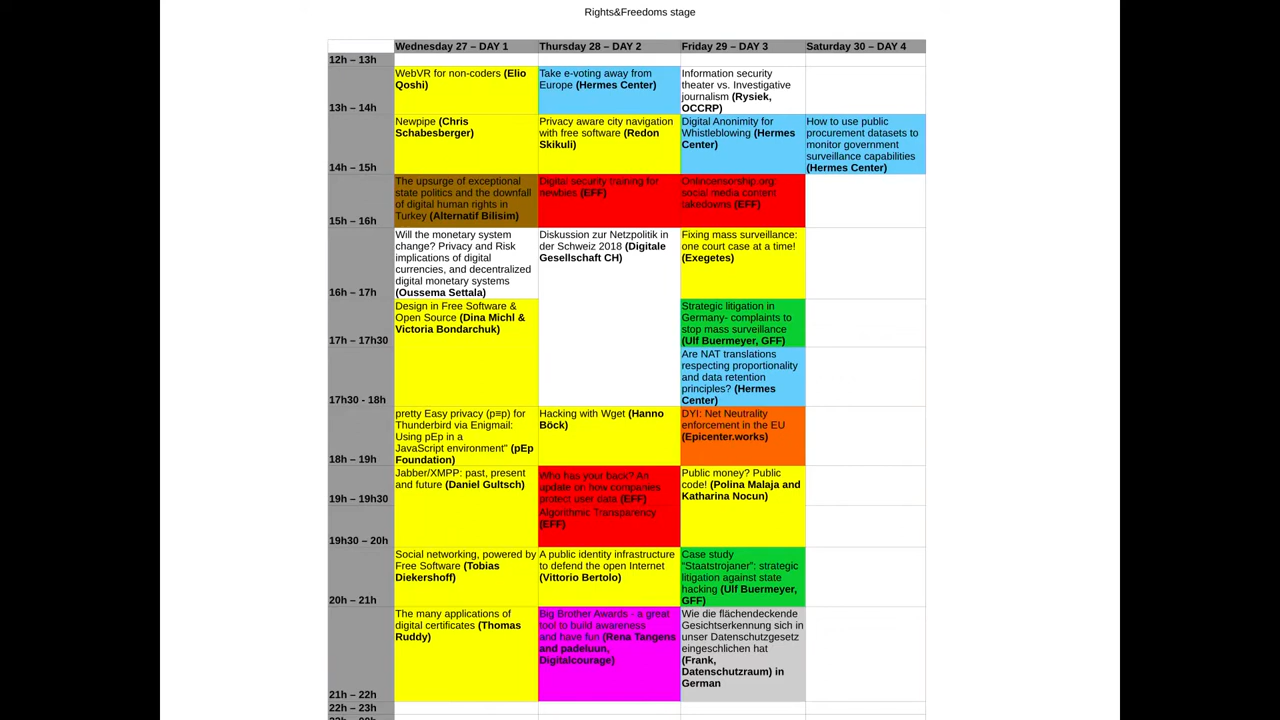 Rights&Freedoms stage
Wednesday 27 – DAY 1
Thursday 28 – DAY 2
Friday 29 – DAY 3
Saturday 30 – DAY 4
12h – 13h
13h – 14h
WebVR for non-coders (Elio
Qoshi)
Take e-voting away from
Europe (Hermes Center)
Information security
theater vs. Investigative
journalism (Rysiek,
OCCRP)
14h – 15h
Newpipe (Chris
Schabesberger)
Privacy aware city navigation
with free software (Redon
Skikuli)
Digital Anonimity for
Whistleblowing (Hermes
Center)
How to use public
procurement datasets to
monitor government
surveillance capabilities
(Hermes Center)
15h – 16h
The upsurge of exceptional
state politics and the downfall
of digital human rights in
Turkey (Alternatif Bilisim)
Digital security training for
newbies (EFF)
Onlincensorship.org:
social media content
takedowns (EFF)
16h – 17h
Will the monetary system
change? Privacy and Risk
implications of digital
currencies, and decentralized
digital monetary systems
(Oussema Settala)
Diskussion zur Netzpolitik in
der Schweiz 2018 (Digitale
Gesellschaft CH)
Fixing mass surveillance:
one court case at a time!
(Exegetes)
17h – 17h30
Design in Free Software &
Open Source (Dina Michl &
Victoria Bondarchuk)
Strategic litigation in
Germany- complaints to
stop mass surveillance
(Ulf Buermeyer, GFF)
17h30 - 18h
Are NAT translations
respecting proportionality
and data retention
principles? (Hermes
Center)
18h – 19h
pretty Easy privacy (p≡p) for
Thunderbird via Enigmail:
Using pEp in a
JavaScript environment" (pEp
Foundation)
Hacking with Wget (Hanno
Böck)
DYI: Net Neutrality
enforcement in the EU
(Epicenter.works)
19h – 19h30
Jabber/XMPP: past, present
and future (Daniel Gultsch)
Who has your back? An
update on how companies
protect user data (EFF)
Public money? Public
code! (Polina Malaja and
Katharina Nocun)
19h30 – 20h
Algorithmic Transparency
(EFF)
20h – 21h
Social networking, powered by
Free Software (Tobias
Diekershoff)
A public identity infrastructure
to defend the open Internet
(Vittorio Bertolo)
Case study
"Staatstrojaner": strategic
litigation against state
hacking (Ulf Buermeyer,
GFF)
21h – 22h
The many applications of
digital certificates (Thomas
Ruddy)
Big Brother Awards - a great
tool to build awareness
and have fun (Rena Tangens
and padeluun,
Digitalcourage)
Wie die flächendeckende
Gesichtserkennung sich in
unser Datenschutzgesetz
eingeschlichen hat
(Frank,
Datenschutzraum) in
German
22h – 23h